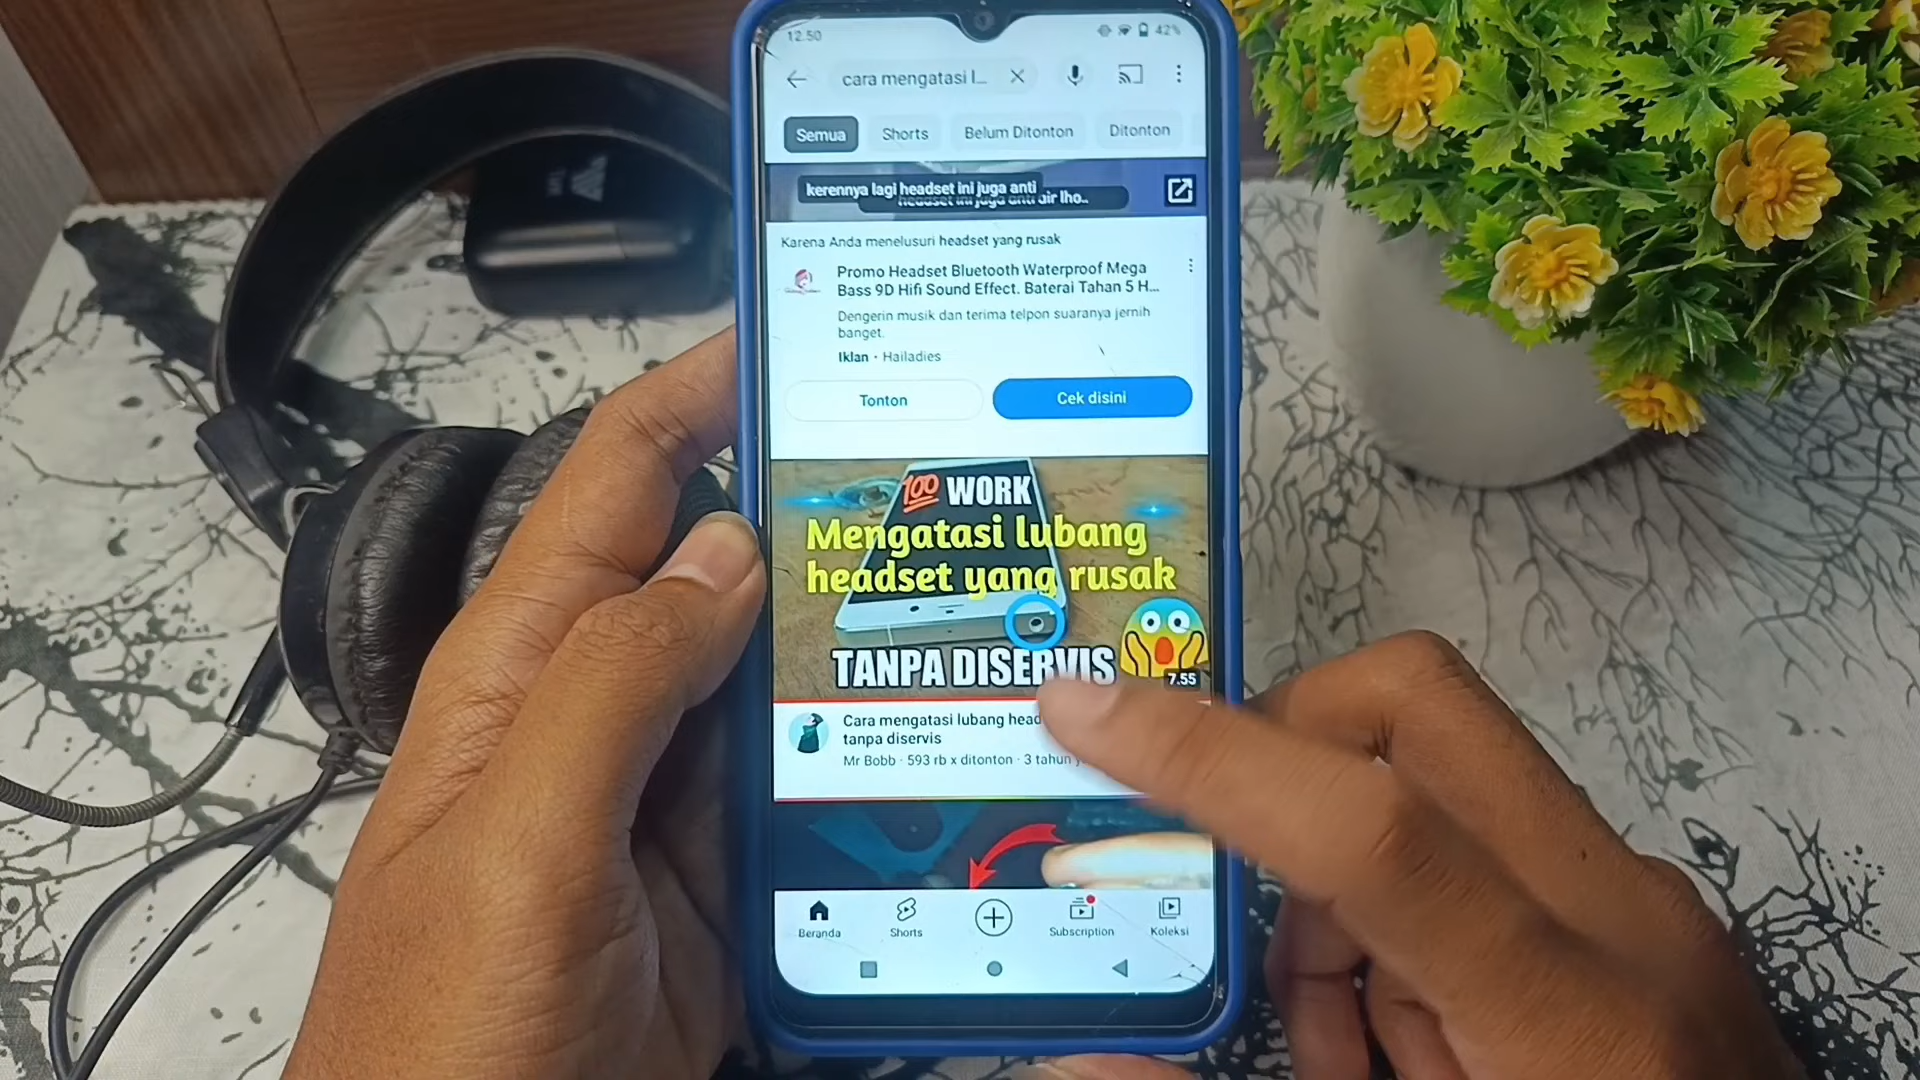 12.50
42%
cara mengatasi l...
Semua
Shorts
Belum Ditonton
Ditonton
kerennya lagi headset ini juga anti
headset ini juga anti air lho..
Karena Anda menelusuri headset yang rusak
Promo Headset Bluetooth Waterproof Mega
Bass 9D Hifi Sound Effect. Baterai Tahan 5 H...
Dengerin musik dan terima telpon suaranya jernih
banget.
Iklan · Hailadies
Tonton
Cek disini
100 WORK
Mengatasi lubang
headset yang rusak
TANPA DISERVIS
7.55
Cara mengatasi lubang head
tanpa diservis
Mr Bobb · 593 rb x ditonton · 3 tahun y
Beranda
Shorts
Subscription
Koleksi